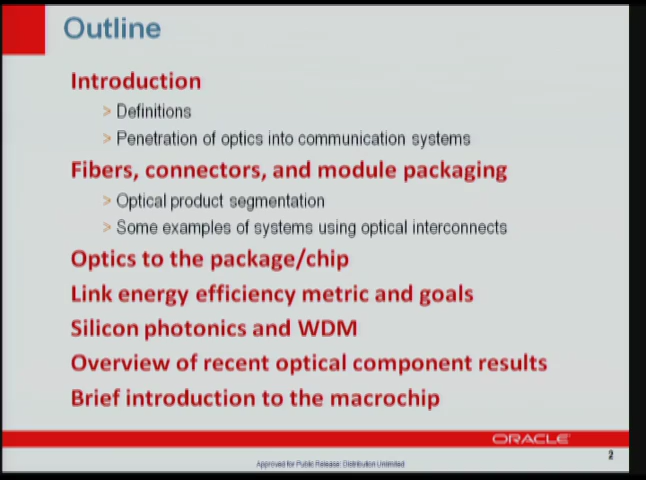 Outline
Introduction
> Definitions
> Penetration of optics into communication systems
Fibers, connectors, and module packaging
> Optical product segmentation
> Some examples of systems using optical interconnects
Optics to the package/chip
Link energy efficiency metric and goals
Silicon photonics and WDM
Overview of recent optical component results
Brief introduction to the macrochip
ORACLE
2
Approved for Public Release: Distribution Unlimited